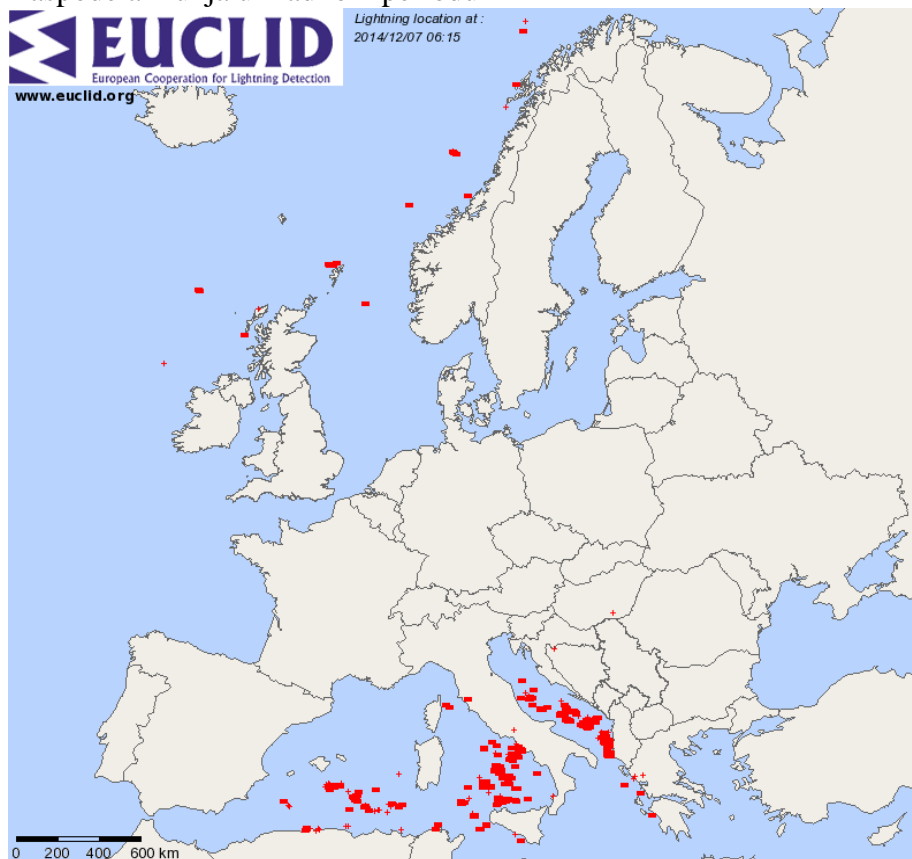 EUCLID
European Cooperation for Lightning Detection
www.euclid.org
Lightning location at :
2014/12/07 06:15
0 200 400 600 km